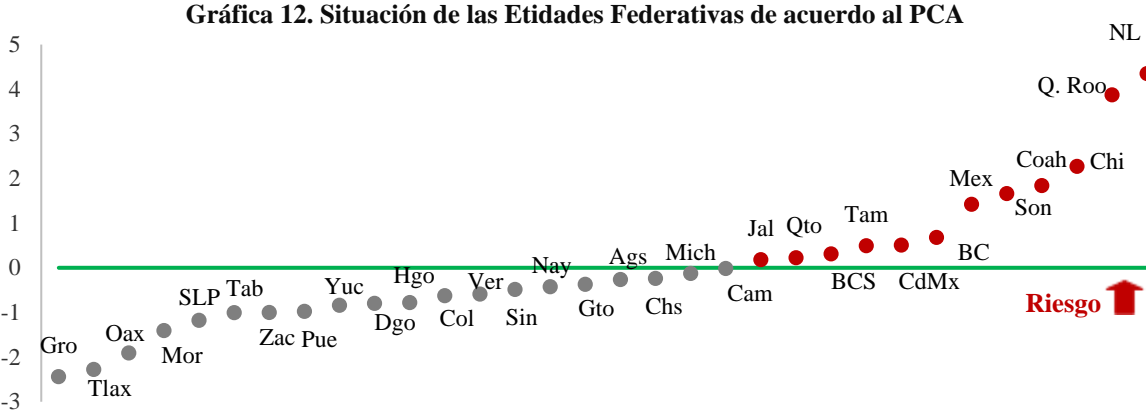 Gráfica 12. Situación de las Etidades Federativas de acuerdo al PCA
5
4
3
2
1
0
-1
-2
-3
Gro
Tlax
Oax
Mor
SLP
Tab
Zac
Pue
Yuc
Dgo
Hgo
Col
Ver
Sin
Nay
Gto
Ags
Chs
Mich
Cam
Jal
Qto
BCS
Tam
CdMx
BC
Mex
Son
Coah
Chi
Q. Roo
NL
Riesgo